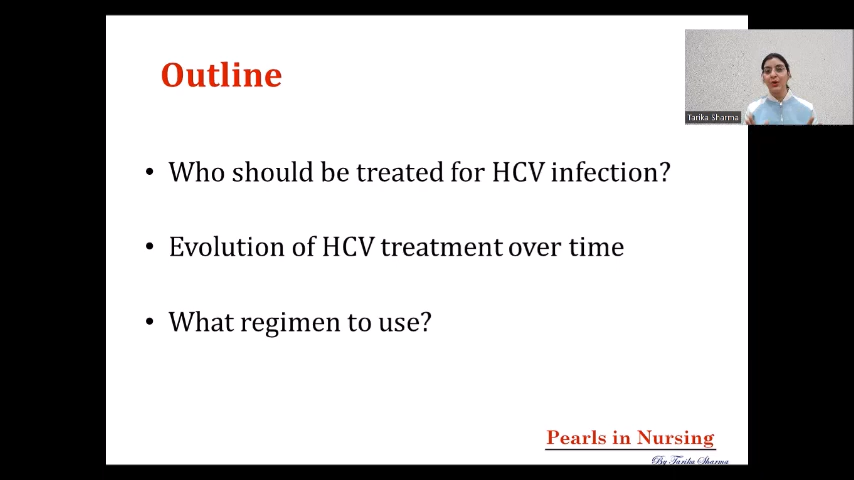 Outline
Tarika Sharma
• Who should be treated for HCV infection?
• Evolution of HCV treatment over time
• What regimen to use?
Pearls in Nursing
By Tarika Sharma